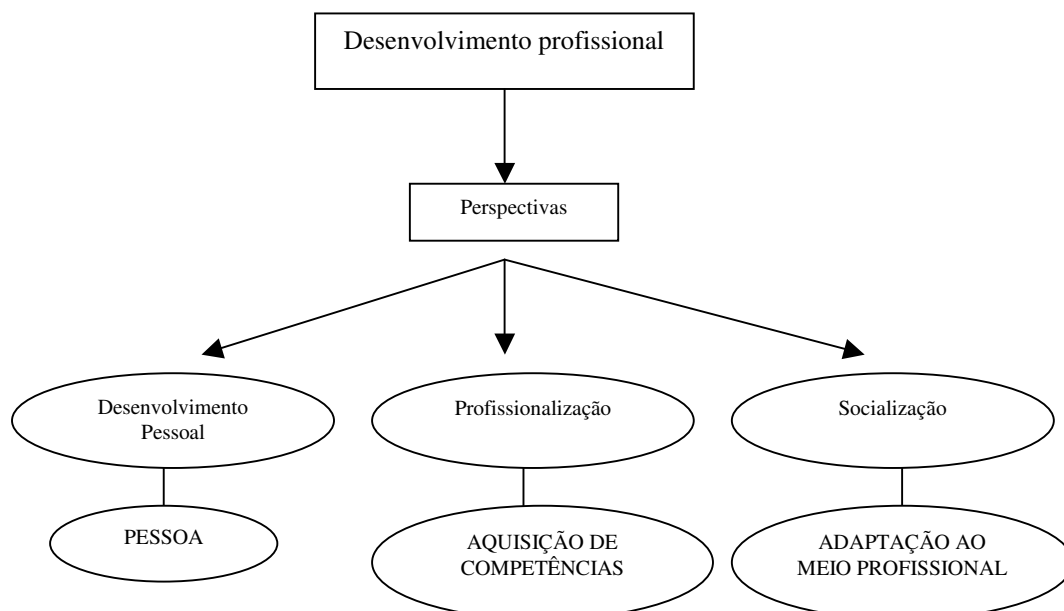 Desenvolvimento profissional
Perspectivas
Desenvolvimento
Pessoal
Profissionalização
Socialização
PESSOA
AQUISIÇÃO DE
COMPETÊNCIAS
ADAPTAÇÃO AO
MEIO PROFISSIONAL